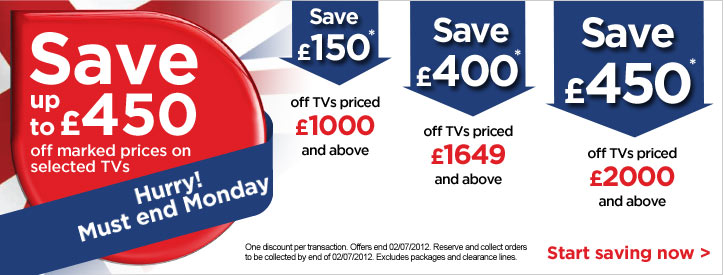 Save
up
to £450
off marked prices on
selected TVs
Hurry!
Must end Monday
Save
£150*
off TVs priced
£1000
and above
Save
£400*
off TVs priced
£1649
and above
Save
£450*
off TVs priced
£2000
and above
One discount per transaction. Offers end 02/07/2012. Reserve and collect orders
to be collected by end of 02/07/2012. Excludes packages and clearance lines.
Start saving now >